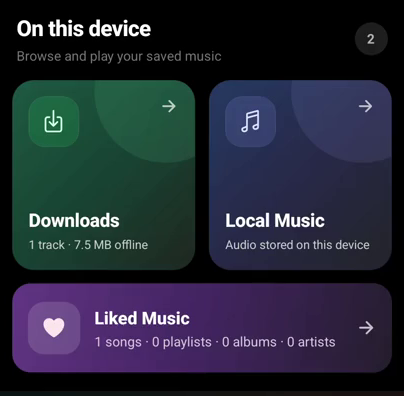 On this device
Browse and play your saved music
2
Downloads
1 track · 7.5 MB offline
Local Music
Audio stored on this device
Liked Music
1 songs · 0 playlists · 0 albums · 0 artists